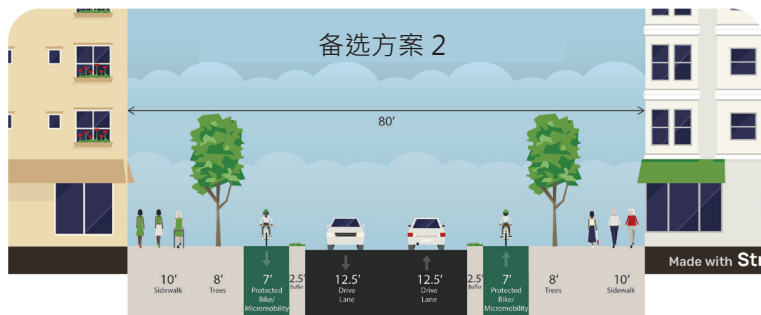 备选方案 2
80'
10'
Sidewalk
8'
Trees
7'
Protected
Bike/
Micromobility
2.5'
Buffer
12.5'
Drive
Lane
12.5'
Drive
Lane
2.5'
Buffer
7'
Protected
Bike/
Micromobility
8'
Trees
10'
Sidewalk
Made with Str